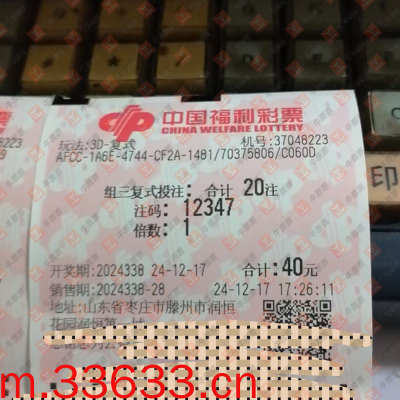 中国福利彩票
CHINA WELFARE LOTTERY
玩法:3D-复式 机号:37048223
AFCC-1A6E-4744-CF2A-1481/70375806/C060D
组三复式投注: 合计 20注
注码: 12347
倍数: 1
开奖期:2024338 24-12-17 合计:40元
销售期:2024338-28 24-12-17 17:26:11
地址:山东省枣庄市滕州市润恒
m.33633.cn
印